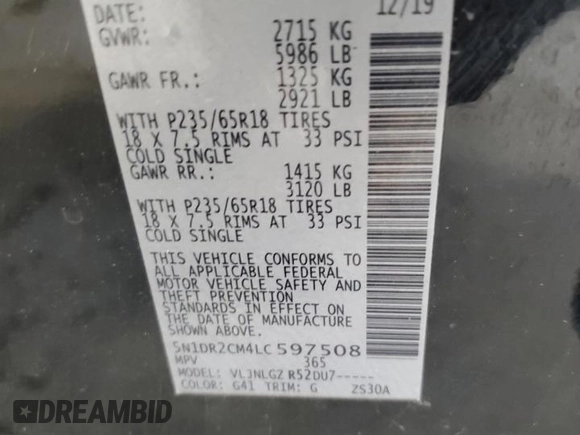 DATE: 12/19
GVWR: 2715 KG
5986 LB
GAWR FR.: 1325 KG
2921 LB
WITH P235/65R18 TIRES
18 X 7.5 RIMS AT 33 PSI
COLD SINGLE
GAWR RR.: 1415 KG
3120 LB
WITH P235/65R18 TIRES
18 X 7.5 RIMS AT 33 PSI
COLD SINGLE
THIS VEHICLE CONFORMS TO
ALL APPLICABLE FEDERAL
MOTOR VEHICLE SAFETY AND
THEFT PREVENTION
STANDARDS IN EFFECT ON
THE DATE OF MANUFACTURE
SHOWN ABOVE.
5N1DR2CM4LC597508
MPV 365
MODEL: VLJNLGZ R52DU7-----
COLOR: G41 TRIM: G ZS30A
DREAMBID
DREAMBID.COM